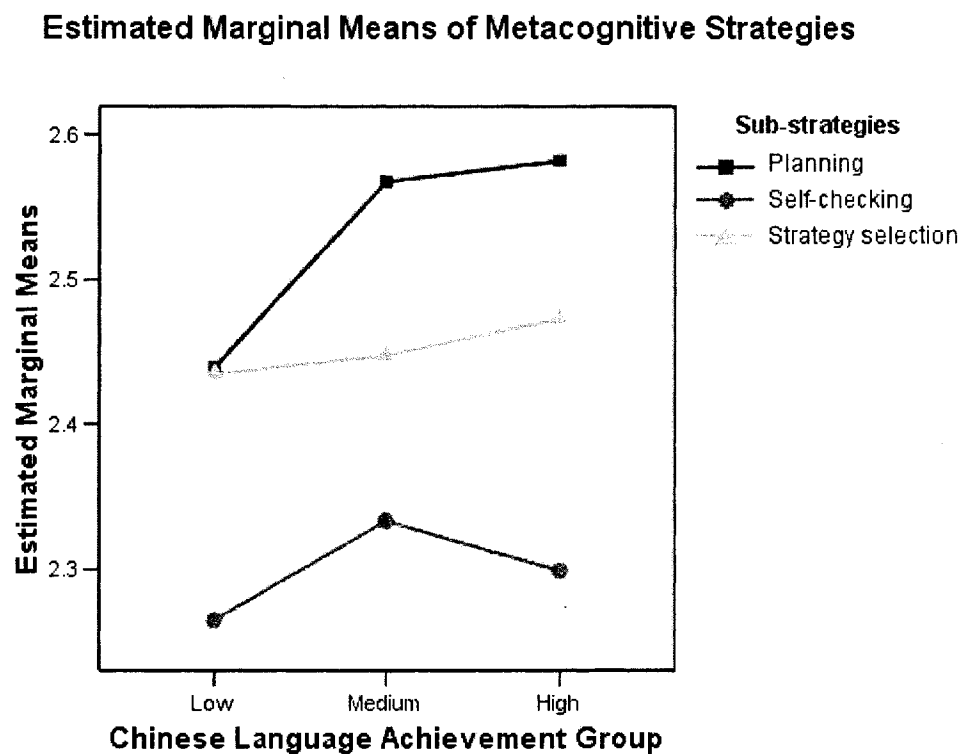 Estimated Marginal Means of Metacognitive Strategies
Sub-strategies
Planning
Self-checking
Strategy selection
Estimated Marginal Means
2.6
2.5
2.4
2.3
Low
Medium
High
Chinese Language Achievement Group